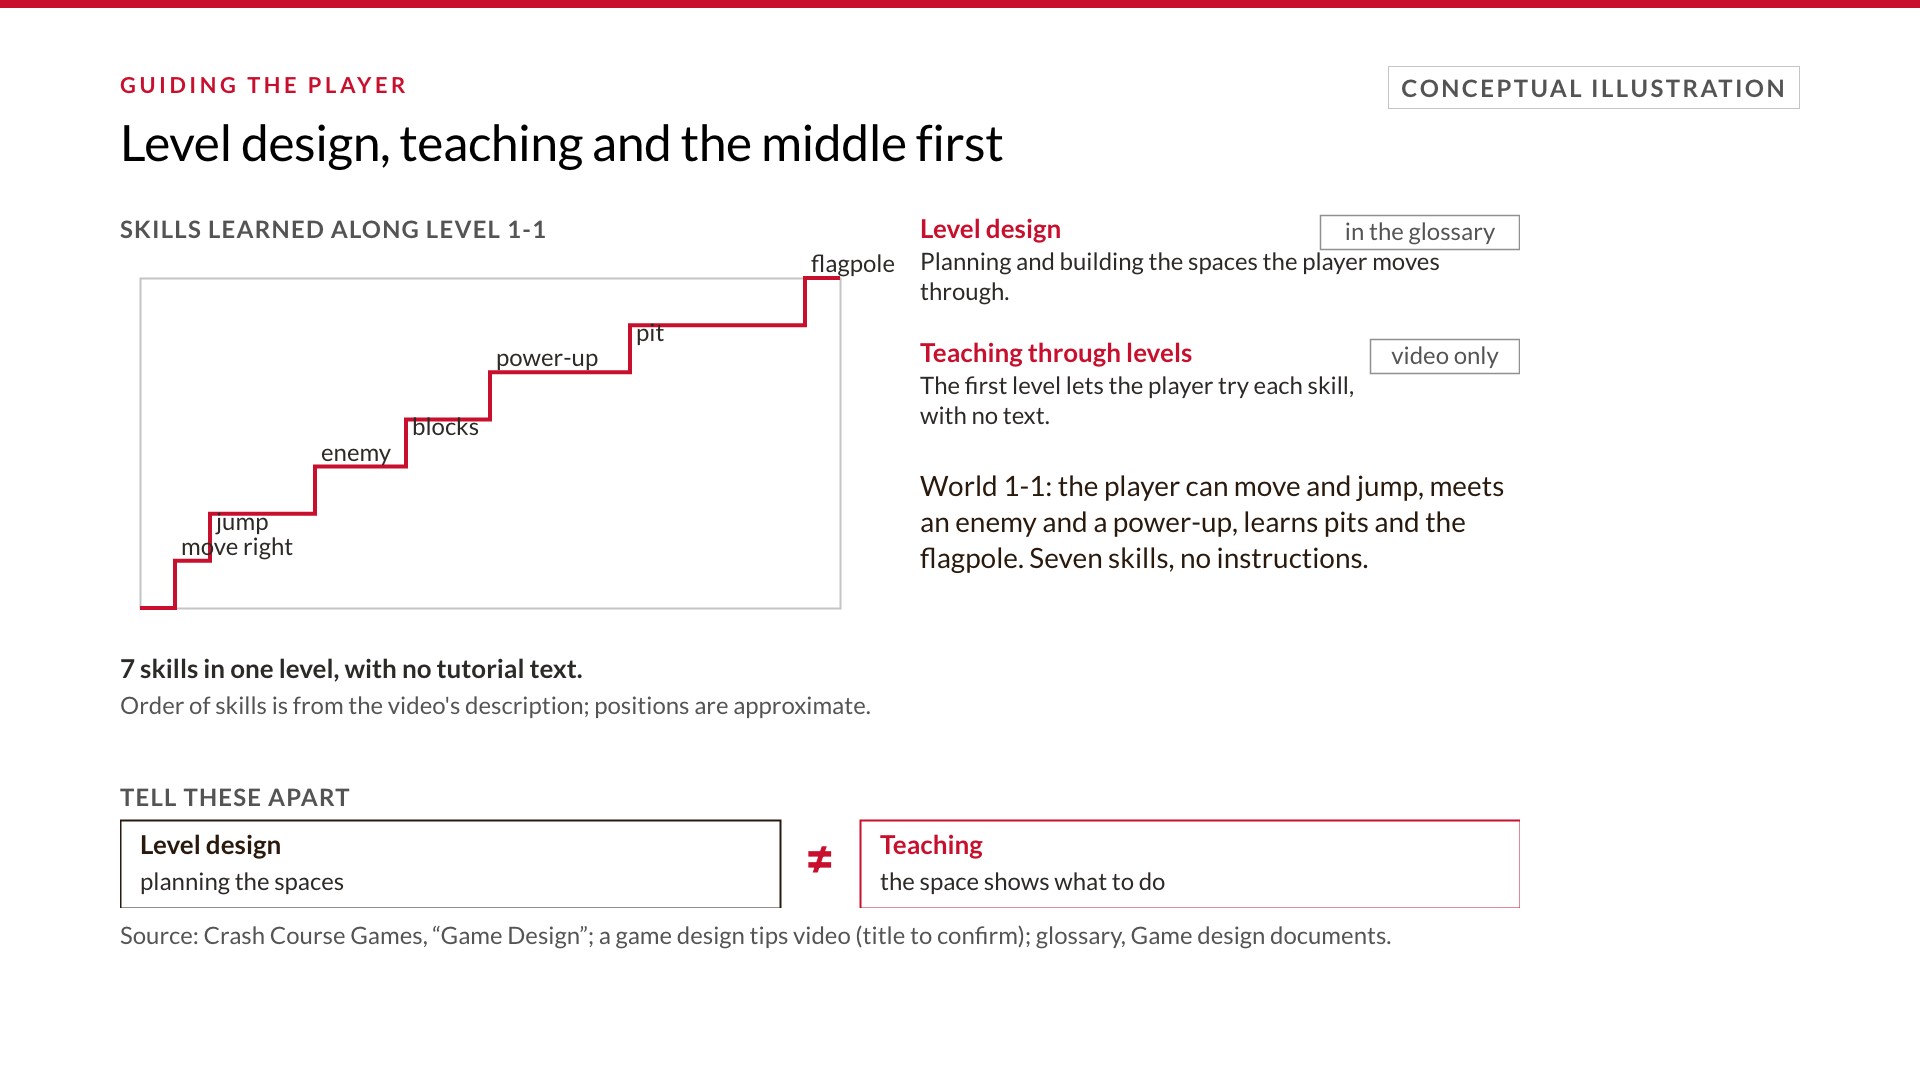 GUIDING THE PLAYER
CONCEPTUAL ILLUSTRATION
Level design, teaching and the middle first
SKILLS LEARNED ALONG LEVEL 1-1
flagpole
pit
power-up
blocks
enemy
jump
move right
7 skills in one level, with no tutorial text.
Order of skills is from the video's description; positions are approximate.
Level design
in the glossary
Planning and building the spaces the player moves
through.
Teaching through levels
video only
The first level lets the player try each skill,
with no text.
World 1-1: the player can move and jump, meets
an enemy and a power-up, learns pits and the
flagpole. Seven skills, no instructions.
TELL THESE APART
Level design
planning the spaces
≠
Teaching
the space shows what to do
Source: Crash Course Games, “Game Design”; a game design tips video (title to confirm); glossary, Game design documents.